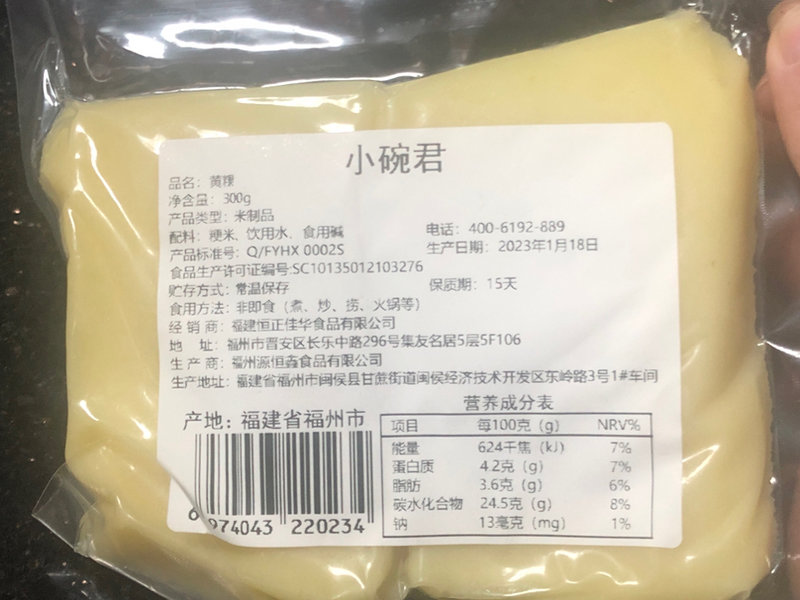 小碗君
品名：黄粿
净含量：300g
产品类型：米制品
配料：粳米、饮用水、食用碱
电话：400-6192-889
产品标准号：Q/FYHX 0002S
生产日期：2023年1月18日
食品生产许可证编号:SC10135012103276
贮存方式：常温保存
保质期：15天
食用方法：非即食（煮、炒、捞、火锅等）
经 销 商：福建恒正佳华食品有限公司
地 址：福州市晋安区长乐中路296号集友名居5层5F106
生 产 商：福州源恒鑫食品有限公司
生产地址：福建省福州市闽侯县甘蔗街道闽侯经济技术开发区东岭路3号1#车间
产地：福建省福州市
营养成分表
项目 每100克（g） NRV%
能量 624千焦（kJ） 7%
蛋白质 4.2克（g） 7%
脂肪 3.6克（g） 6%
碳水化合物 24.5克（g） 8%
钠 13毫克（mg） 1%
6 974043 220234